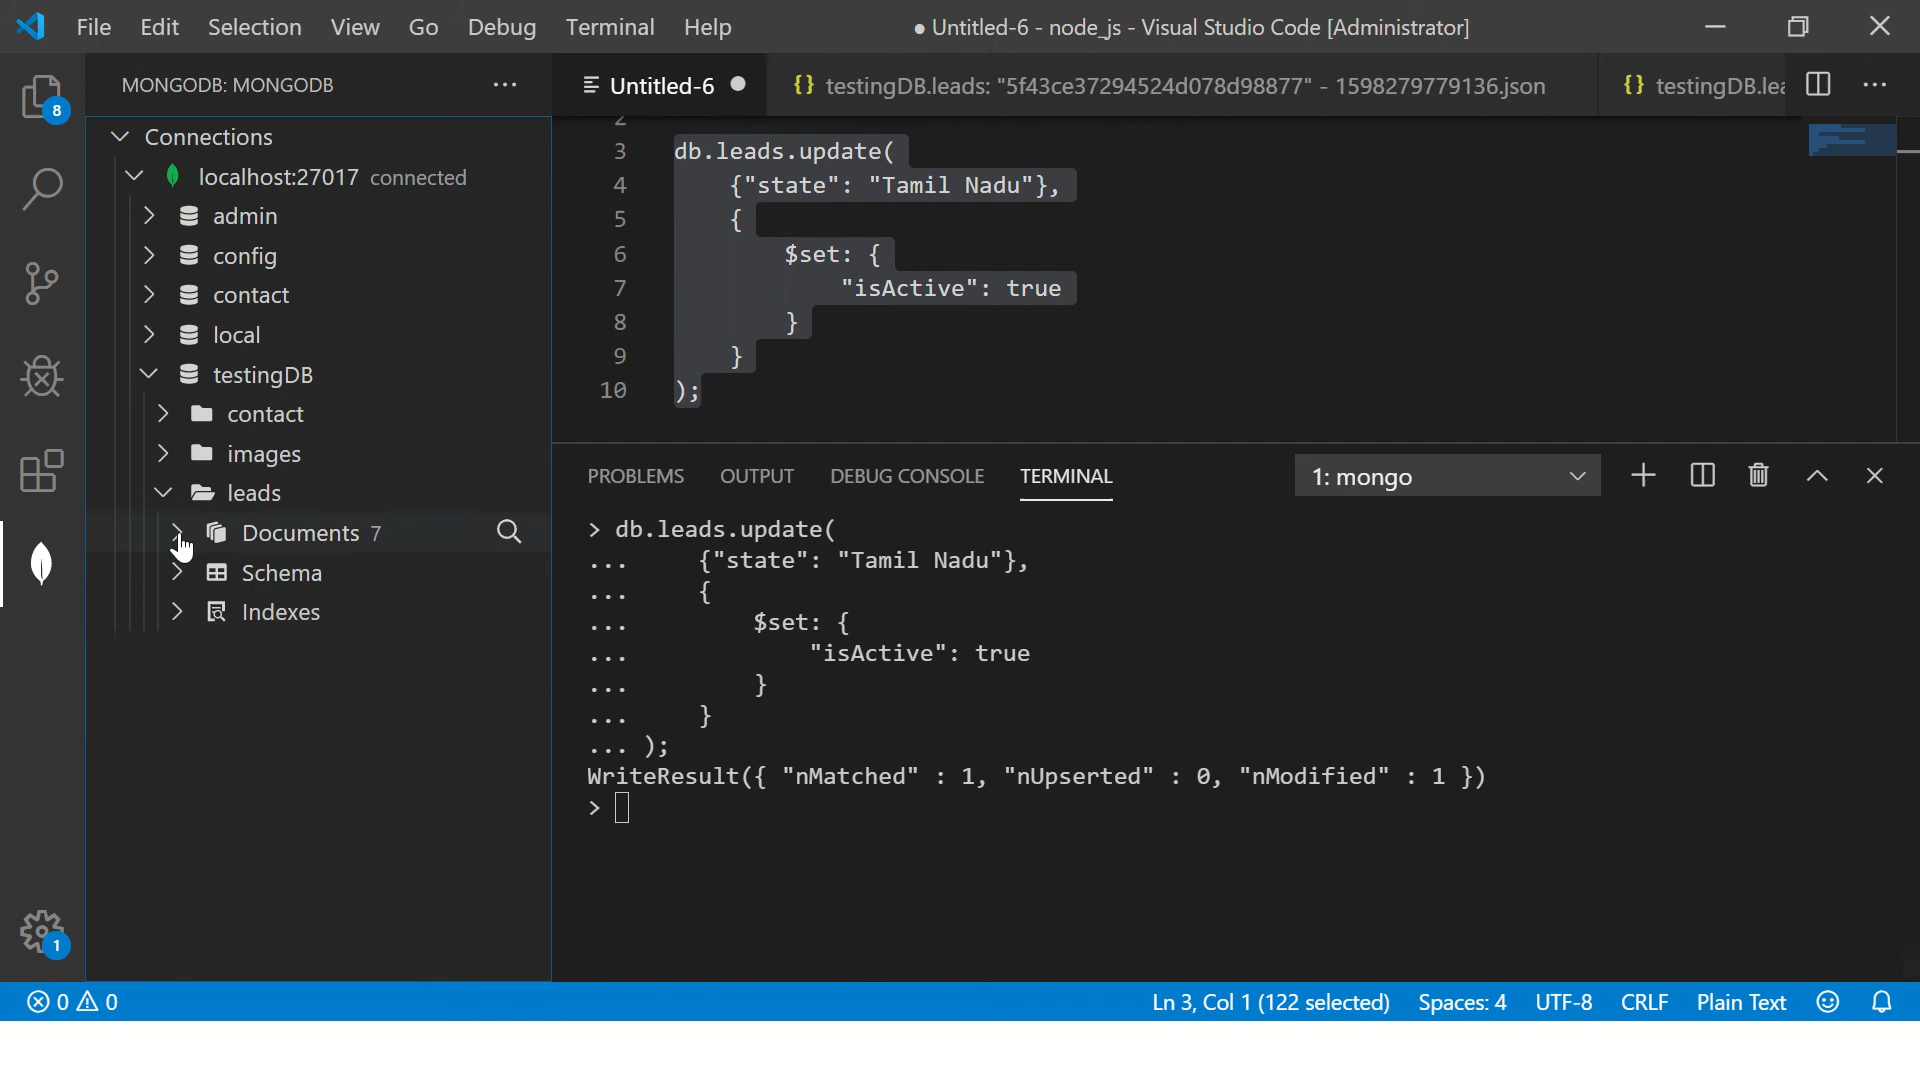 File Edit Selection View Go Debug Terminal Help ● Untitled-6 - node_js - Visual Studio Code [Administrator]
MONGODB: MONGODB ··· Untitled-6 {} testingDB.leads: "5f43ce37294524d078d98877" - 1598279779136.json {} testingDB.lea ···
8
Connections
localhost:27017 connected
admin
config
contact
local
testingDB
contact
images
leads
Documents 7
Schema
Indexes
1
2
3 db.leads.update(
4 {"state": "Tamil Nadu"},
5 {
6 $set: {
7 "isActive": true
8 }
9 }
10 );
PROBLEMS OUTPUT DEBUG CONSOLE TERMINAL 1: mongo
> db.leads.update(
... {"state": "Tamil Nadu"},
... {
... $set: {
... "isActive": true
... }
... }
... );
WriteResult({ "nMatched" : 1, "nUpserted" : 0, "nModified" : 1 })
>
0 0 Ln 3, Col 1 (122 selected) Spaces: 4 UTF-8 CRLF Plain Text